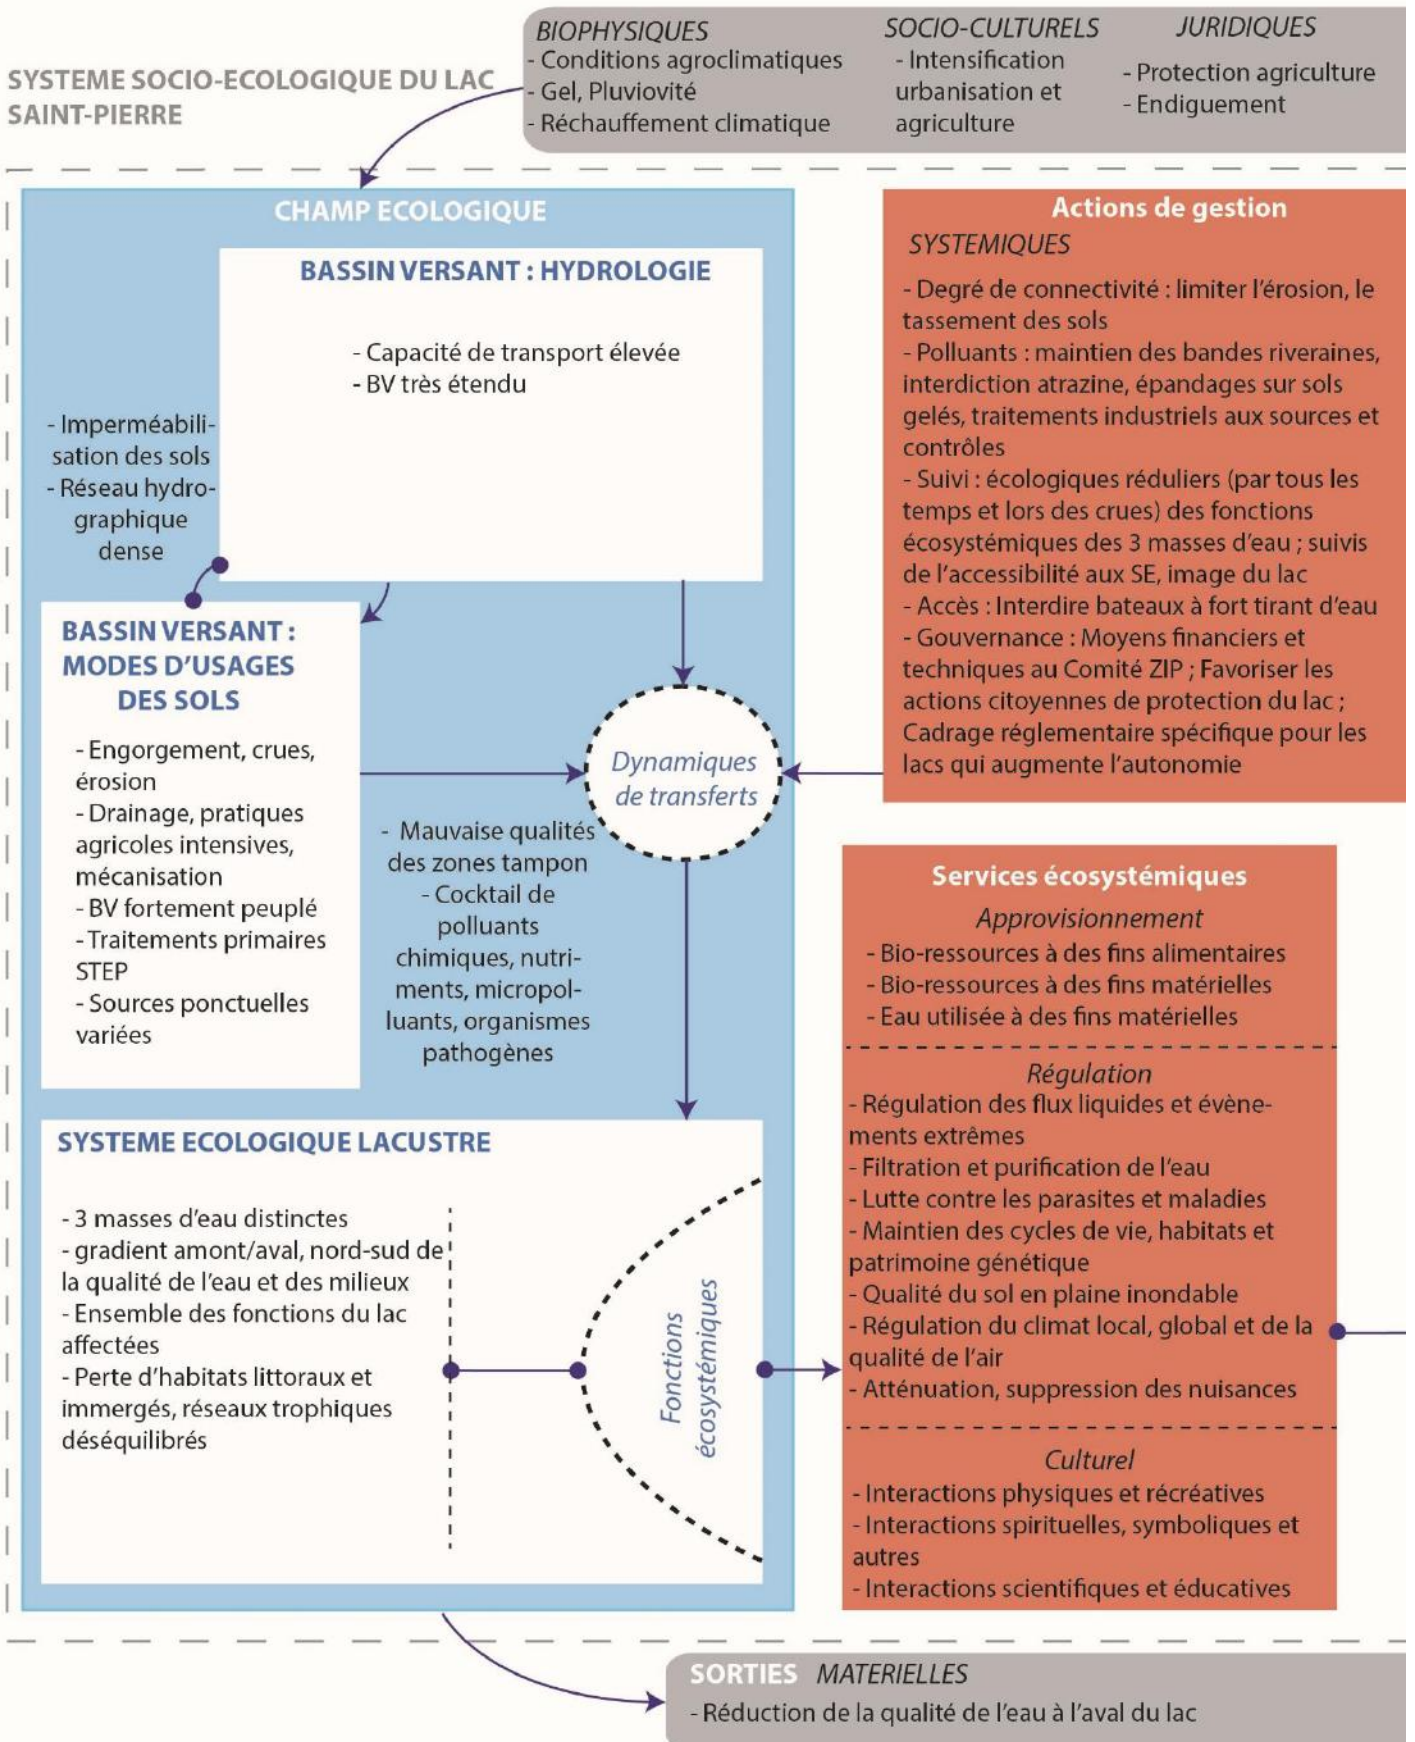 SYSTEME SOCIO-ECOLOGIQUE DU LAC
SAINT-PIERRE
BIOPHYSIQUES
- Conditions agroclimatiques
- Gel, Pluviovité
- Réchauffement climatique
SOCIO-CULTURELS
- Intensification
urbanisation et
agriculture
JURIDIQUES
- Protection agriculture
- Endiguement
CHAMP ECOLOGIQUE
BASSIN VERSANT : HYDROLOGIE
- Capacité de transport élevée
- BV très étendu
- Imperméabili-
sation des sols
- Réseau hydro-
graphique
dense
BASSIN VERSANT :
MODES D'USAGES
DES SOLS
- Engorgement, crues,
érosion
- Drainage, pratiques
agricoles intensives,
mécanisation
- BV fortement peuplé
- Traitements primaires
STEP
- Sources ponctuelles
variées
Dynamiques
de transferts
- Mauvaise qualités
des zones tampon
- Cocktail de
polluants
chimiques, nutri-
ments, micropol-
luants, organismes
pathogènes
SYSTEME ECOLOGIQUE LACUSTRE
- 3 masses d'eau distinctes
- gradient amont/aval, nord-sud de
la qualité de l'eau et des milieux
- Ensemble des fonctions du lac
affectées
- Perte d'habitats littoraux et
immergés, réseaux trophiques
déséquilibrés
Fonctions
écosystémiques
Actions de gestion
SYSTEMIQUES
- Degré de connectivité : limiter l'érosion, le
tassement des sols
- Polluants : maintien des bandes riveraines,
interdiction atrazine, épandages sur sols
gelés, traitements industriels aux sources et
contrôles
- Suivi : écologiques réduliers (par tous les
temps et lors des crues) des fonctions
écosystémiques des 3 masses d'eau ; suivis
de l'accessibilité aux SE, image du lac
- Accès : Interdire bateaux à fort tirant d'eau
- Gouvernance : Moyens financiers et
techniques au Comité ZIP ; Favoriser les
actions citoyennes de protection du lac ;
Cadrage réglementaire spécifique pour les
lacs qui augmente l'autonomie
Services écosystémiques
Approvisionnement
- Bio-ressources à des fins alimentaires
- Bio-ressources à des fins matérielles
- Eau utilisée à des fins matérielles
Régulation
- Régulation des flux liquides et évène-
ments extrêmes
- Filtration et purification de l'eau
- Lutte contre les parasites et maladies
- Maintien des cycles de vie, habitats et
patrimoine génétique
- Qualité du sol en plaine inondable
- Régulation du climat local, global et de la
qualité de l'air
- Atténuation, suppression des nuisances
Culturel
- Interactions physiques et récréatives
- Interactions spirituelles, symboliques et
autres
- Interactions scientifiques et éducatives
SORTIES MATERIELLES
- Réduction de la qualité de l'eau à l'aval du lac